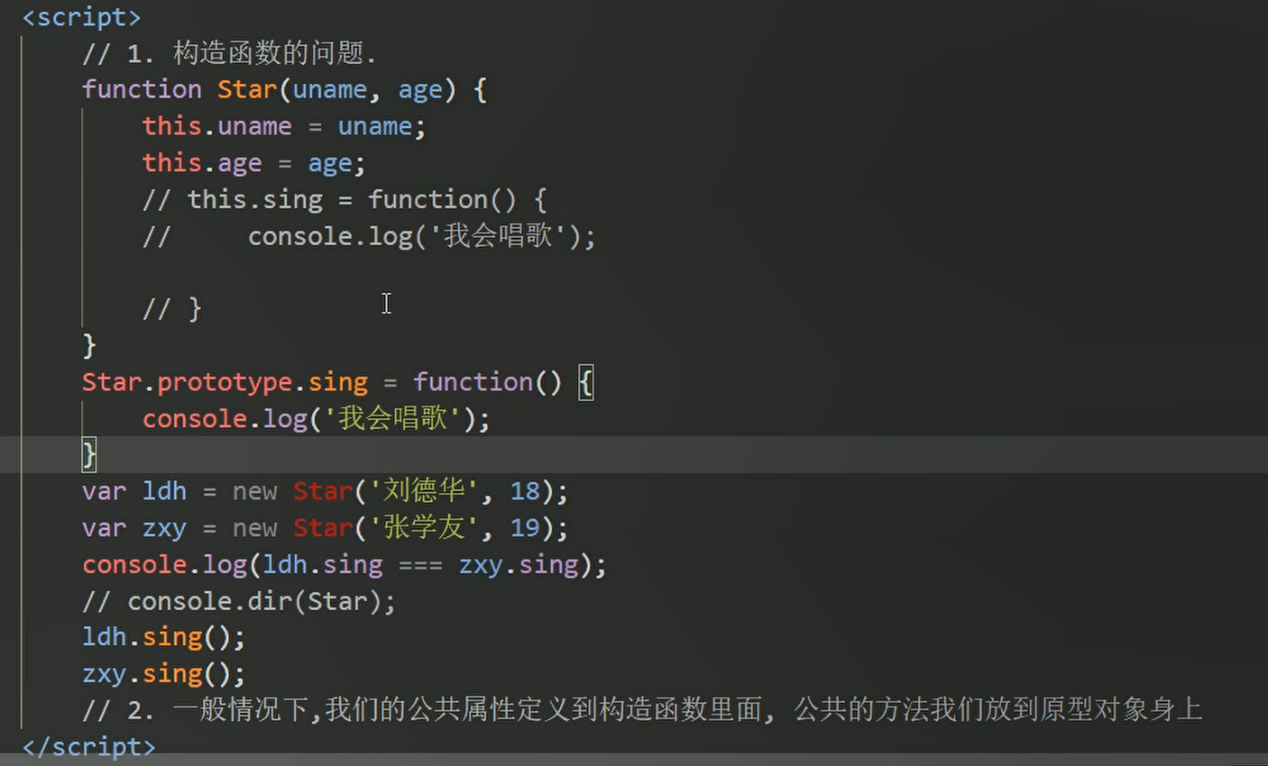 <script>
// 1. 构造函数的问题.
function Star(uname, age) {
this.uname = uname;
this.age = age;
// this.sing = function() {
//     console.log('我会唱歌');
// }
}
Star.prototype.sing = function() {
console.log('我会唱歌');
}
var ldh = new Star('刘德华', 18);
var zxy = new Star('张学友', 19);
console.log(ldh.sing === zxy.sing);
// console.dir(Star);
ldh.sing();
zxy.sing();
// 2. 一般情况下,我们的公共属性定义到构造函数里面, 公共的方法我们放到原型对象身上
</script>